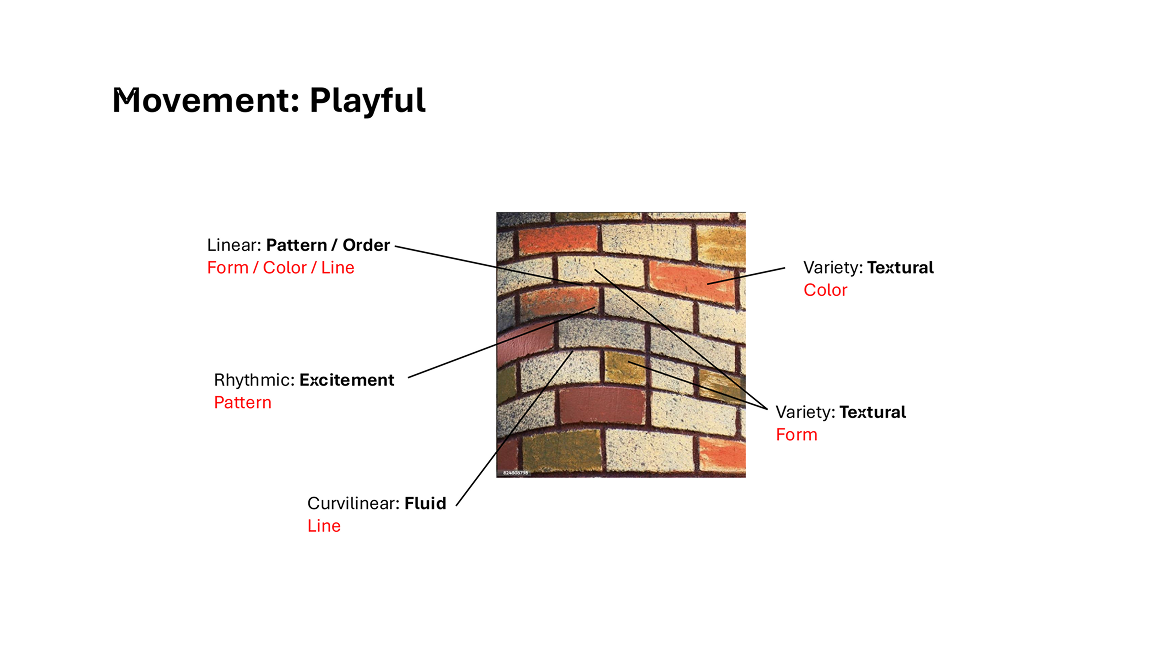 Movement: Playful
Linear: Pattern / Order
Form / Color / Line
Variety: Textural
Color
Rhythmic: Excitement
Pattern
Variety: Textural
Form
Curvilinear: Fluid
Line